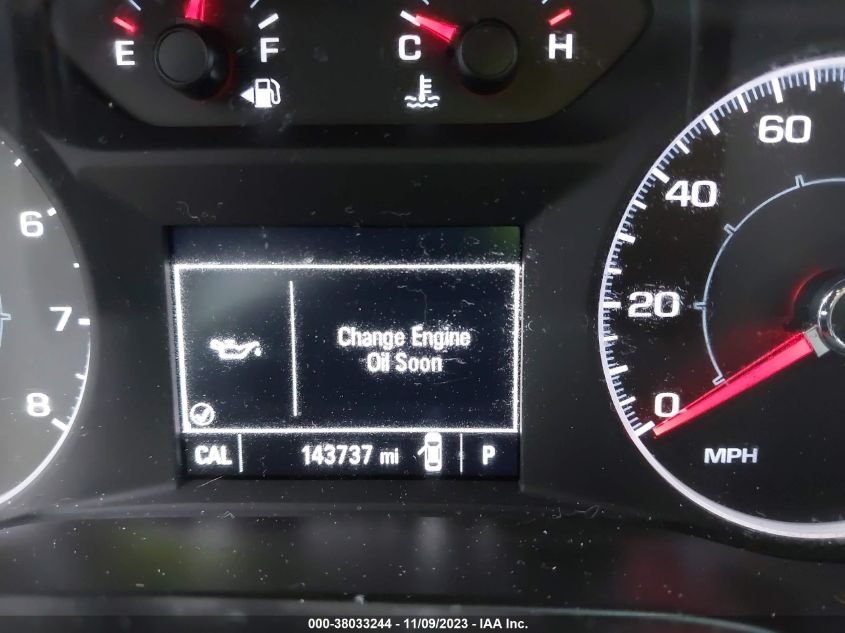 E F
C H
60
40
20
0
MPH
6
7
8
Change Engine
Oil Soon
CAL 143737 mi P
000-38033244 - 11/09/2023 - IAA Inc.